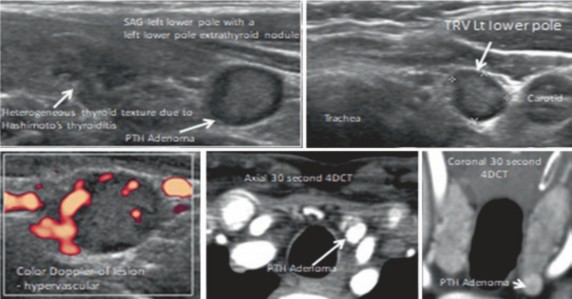 SAG left lower pole with a
left lower pole extrathyroid nodule
Heterogeneous thyroid texture due to
Hashimoto's thyroiditis
PTH Adenoma
TRV Lt lower pole
Trachea
Carotid
Color Doppler of lesion
- hypervascular
Axial 30 second 4DCT
PTH Adenoma
Coronal 30 second
4DCT
PTH Adenoma